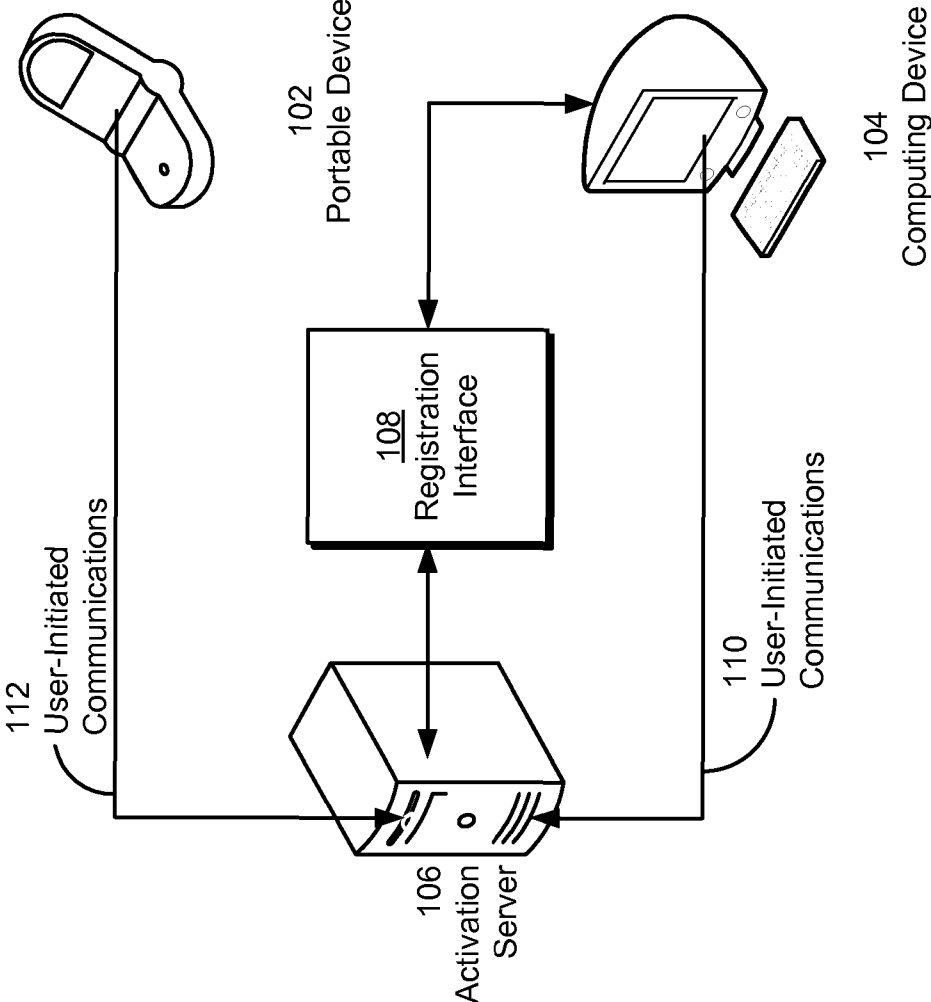 112
User-Initiated
Communications
102
Portable Device
108
Registration
Interface
106
Activation
Server
110
User-Initiated
Communications
104
Computing Device